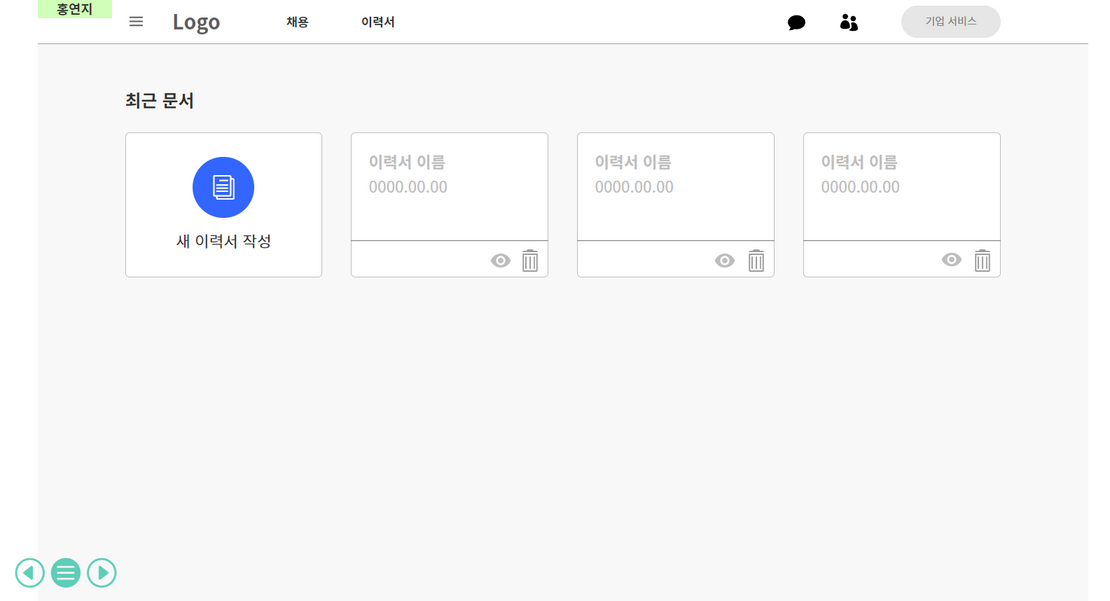 홍연지
Logo 채용 이력서 기업 서비스
최근 문서
새 이력서 작성
이력서 이름
0000.00.00
이력서 이름
0000.00.00
이력서 이름
0000.00.00